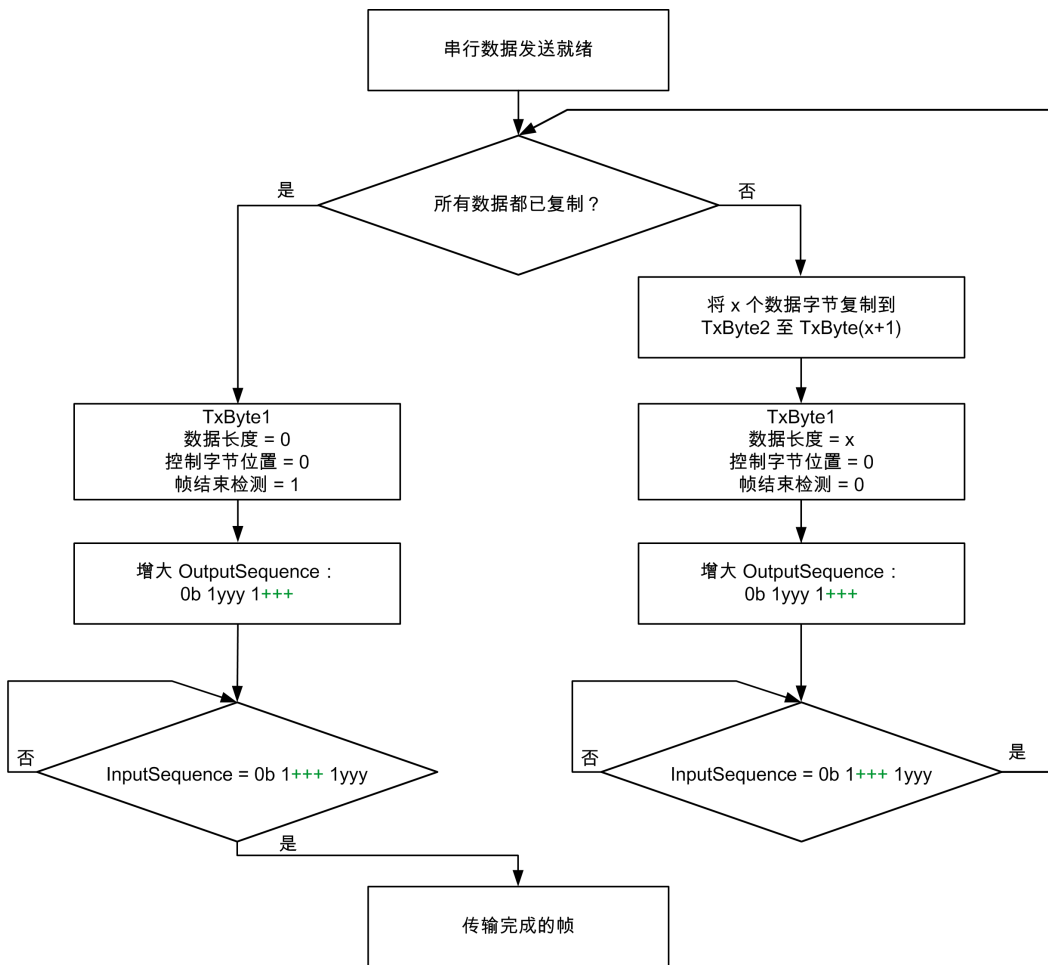 串行数据发送就绪
所有数据都已复制？
是
否
将 x 个数据字节复制到
TxByte2 至 TxByte(x+1)
TxByte1
数据长度 = 0
控制字节位置 = 0
帧结束检测 = 1
TxByte1
数据长度 = x
控制字节位置 = 0
帧结束检测 = 0
增大 OutputSequence：
0b 1yyy 1+++
增大 OutputSequence：
0b 1yyy 1+++
否
InputSequence = 0b 1+++ 1yyy
是
否
InputSequence = 0b 1+++ 1yyy
是
传输完成的帧